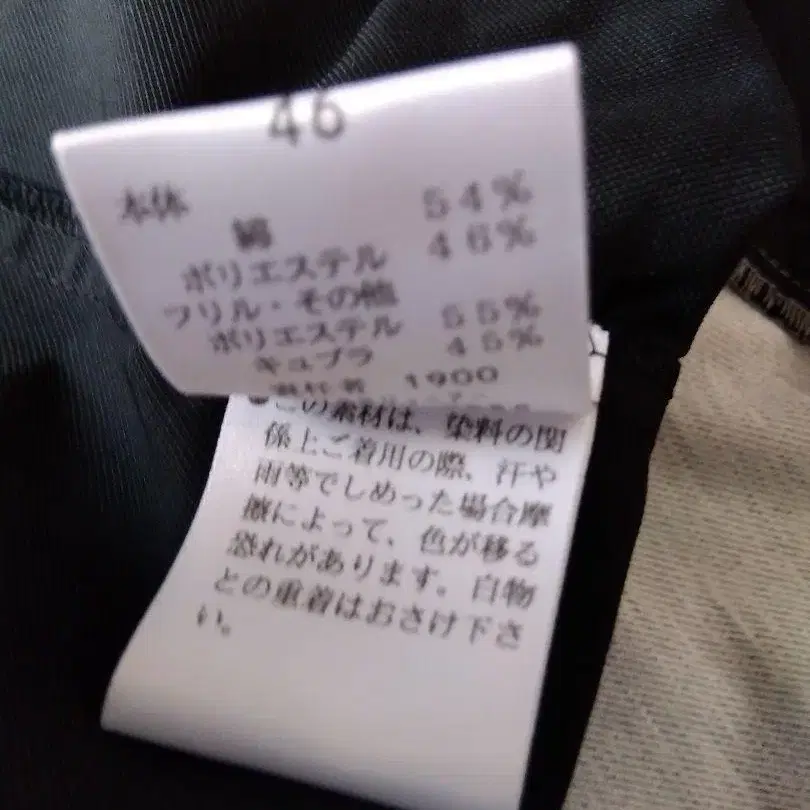 46
本体
綿 54%
ポリエステル 46%
フリル・その他
ポリエステル 55%
キュプラ 45%
1900
この素材は、染料の関
係上ご着用の際、汗や
雨等でしめった場合摩
擦によって、色が移る
恐れがあります。白物
との重着はおさけ下さ
い。